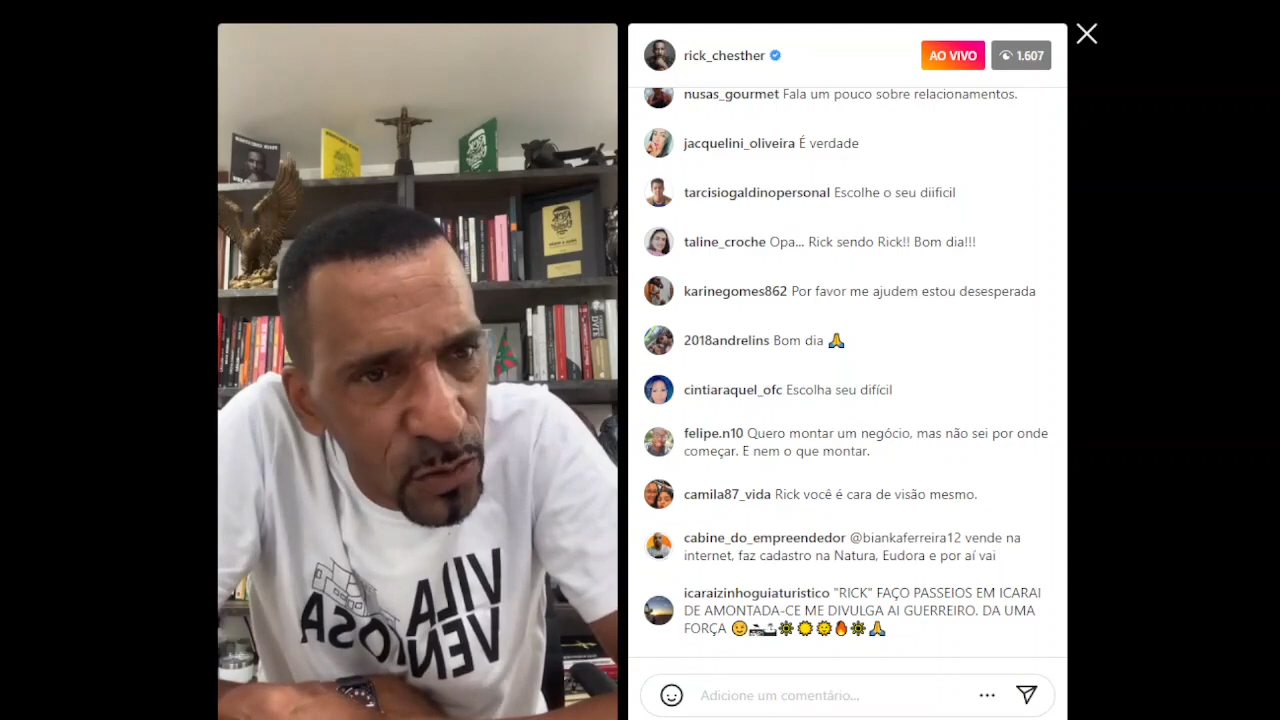 rick_chesther
AO VIVO
1.607
nusas_gourmet Fala um pouco sobre relacionamentos.
jacquelini_oliveira É verdade
tarcisiogaldinopersonal Escolhe o seu diificil
taline_croche Opa... Rick sendo Rick!! Bom dia!!!
karinegomes862 Por favor me ajudem estou desesperada
2018andrelins Bom dia 🙏
cintiaraquel_ofc Escolha seu difícil
felipe.n10 Quero montar um negócio, mas não sei por onde
começar. E nem o que montar.
camila87_vida Rick você é cara de visão mesmo.
cabine_do_empreendedor @biankaferreira12 vende na
internet, faz cadastro na Natura, Eudora e por aí vai
icaraizinhoguiaturistico "RICK" FAÇO PASSEIOS EM ICARAI
DE AMONTADA-CE ME DIVULGA AI GUERREIRO. DA UMA
FORÇA
Adicione um comentário...
VILA
VENTOSA